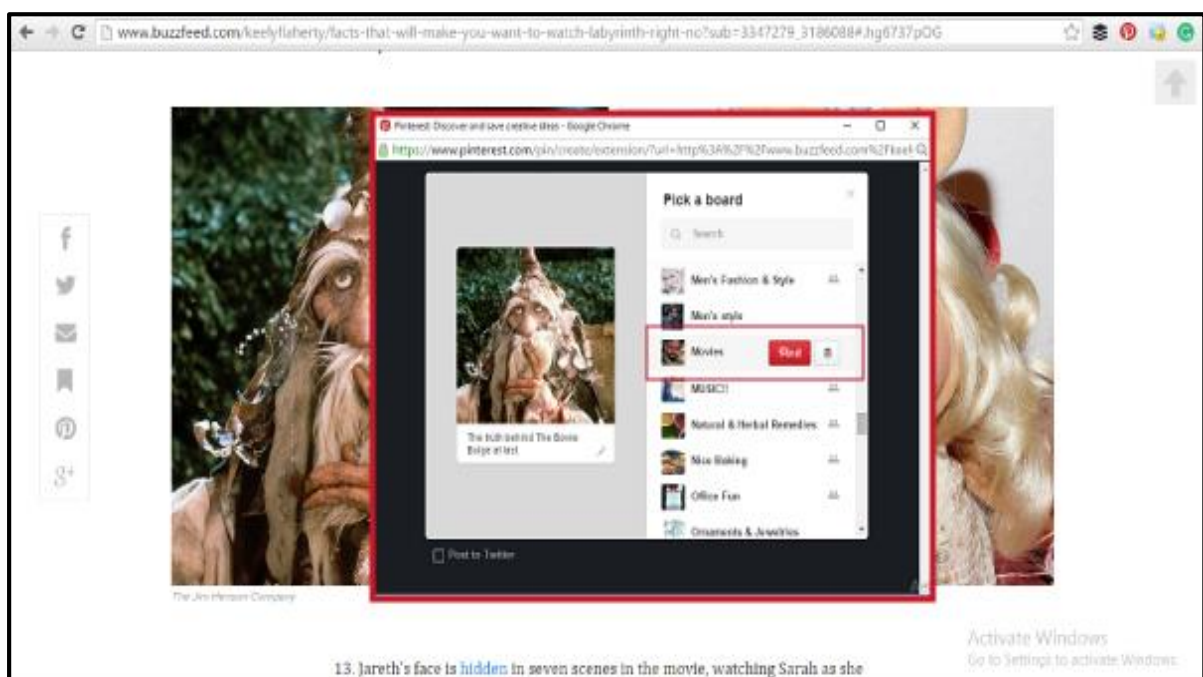 www.buzzfeed.com/keelyflaherty/facts-that-will-make-you-want-to-watch-labyrinth-right-no?sub=3347279_3186088#.hg6737pOG
Pinterest: Discover and save creative ideas - Google Chrome
https://www.pinterest.com/pin/create/extension/?url=http%3A%2F%2Fwww.buzzfeed.com%2Fkeel
Pick a board
Search
Men's Fashion & Style
Men's style
Movies
MUSIC!!
Natural & Herbal Remedies
Nice Baking
Office Fun
Ornaments & Jewelries
The truth behind The Bowie
Bulge at last
Post to Twitter
The Jim Henson Company
13. Jareth's face is hidden in seven scenes in the movie, watching Sarah as she
Activate Windows
Go to Settings to activate Windows.